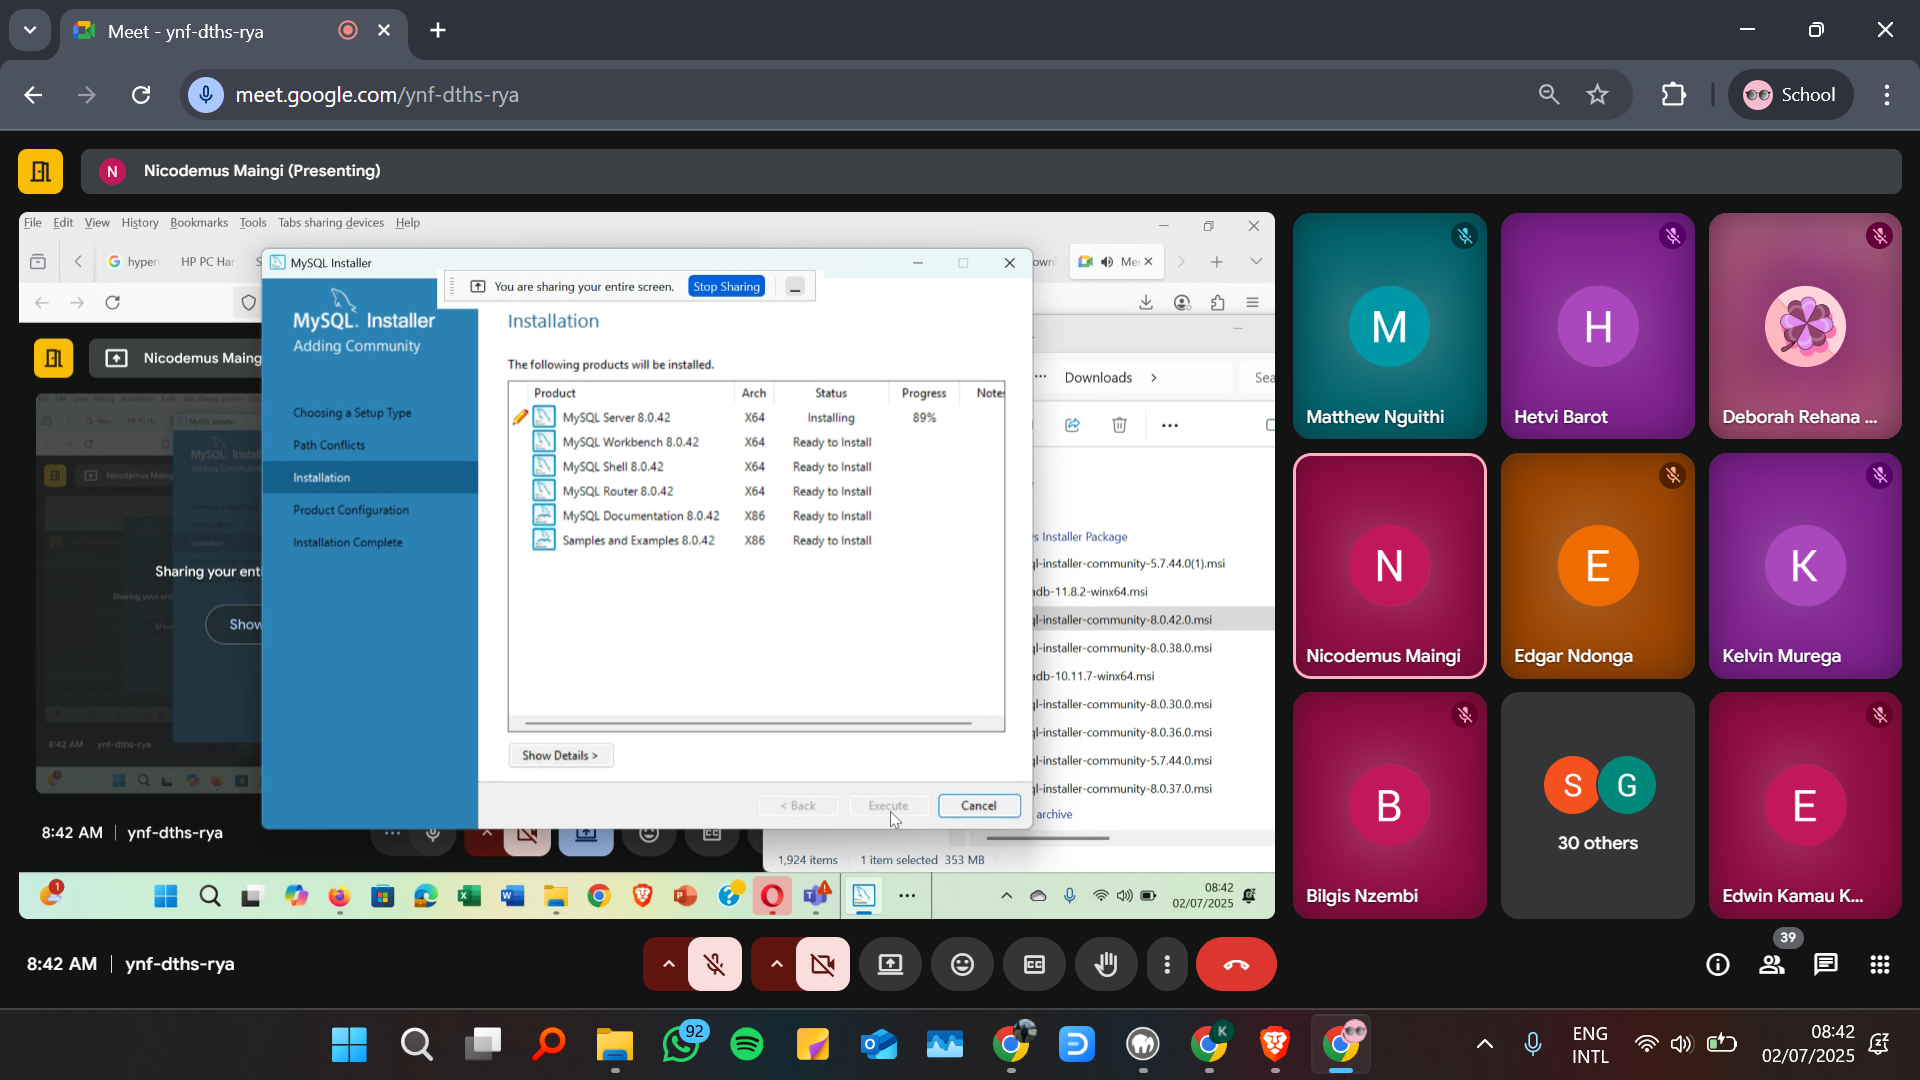 Meet - ynf-dths-rya
meet.google.com/ynf-dths-rya
School
N
Nicodemus Maingi (Presenting)
File Edit View History Bookmarks Tools Tabs sharing devices Help
hyper
HP PC Ha
MySQL Installer
You are sharing your entire screen.
Stop Sharing
MySQL. Installer
Adding Community
Nicodemus Maing
Choosing a Setup Type
Path Conflicts
Installation
Product Configuration
Installation Complete
Sharing your enti
Show
Installation
The following products will be installed.
Product Arch Status Progress Notes
MySQL Server 8.0.42 X64 Installing 89%
MySQL Workbench 8.0.42 X64 Ready to Install
MySQL Shell 8.0.42 X64 Ready to Install
MySQL Router 8.0.42 X64 Ready to Install
MySQL Documentation 8.0.42 X86 Ready to Install
Samples and Examples 8.0.42 X86 Ready to Install
Show Details >
< Back
Execute
Cancel
Downloads
Sea
s Installer Package
ql-installer-community-5.7.44.0(1).msi
adb-11.8.2-winx64.msi
ql-installer-community-8.0.42.0.msi
ql-installer-community-8.0.38.0.msi
adb-10.11.7-winx64.msi
ql-installer-community-8.0.30.0.msi
ql-installer-community-8.0.36.0.msi
ql-installer-community-5.7.44.0.msi
ql-installer-community-8.0.37.0.msi
archive
1,924 items 1 item selected 353 MB
8:42 AM ynf-dths-rya
1
08:42
02/07/2025
M
Matthew Nguithi
H
Hetvi Barot
Deborah Rehana ...
N
Nicodemus Maingi
E
Edgar Ndonga
K
Kelvin Murega
B
Bilgis Nzembi
S G
30 others
E
Edwin Kamau K...
8:42 AM ynf-dths-rya
39
92
K
ENG
INTL
08:42
02/07/2025